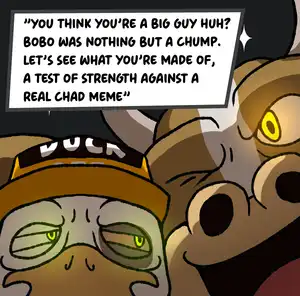 "YOU THINK YOU'RE A BIG GUY HUH?
BOBO WAS NOTHING BUT A CHUMP.
LET'S SEE WHAT YOU'RE MADE OF,
A TEST OF STRENGTH AGAINST A
REAL CHAD MEME"
DUCK